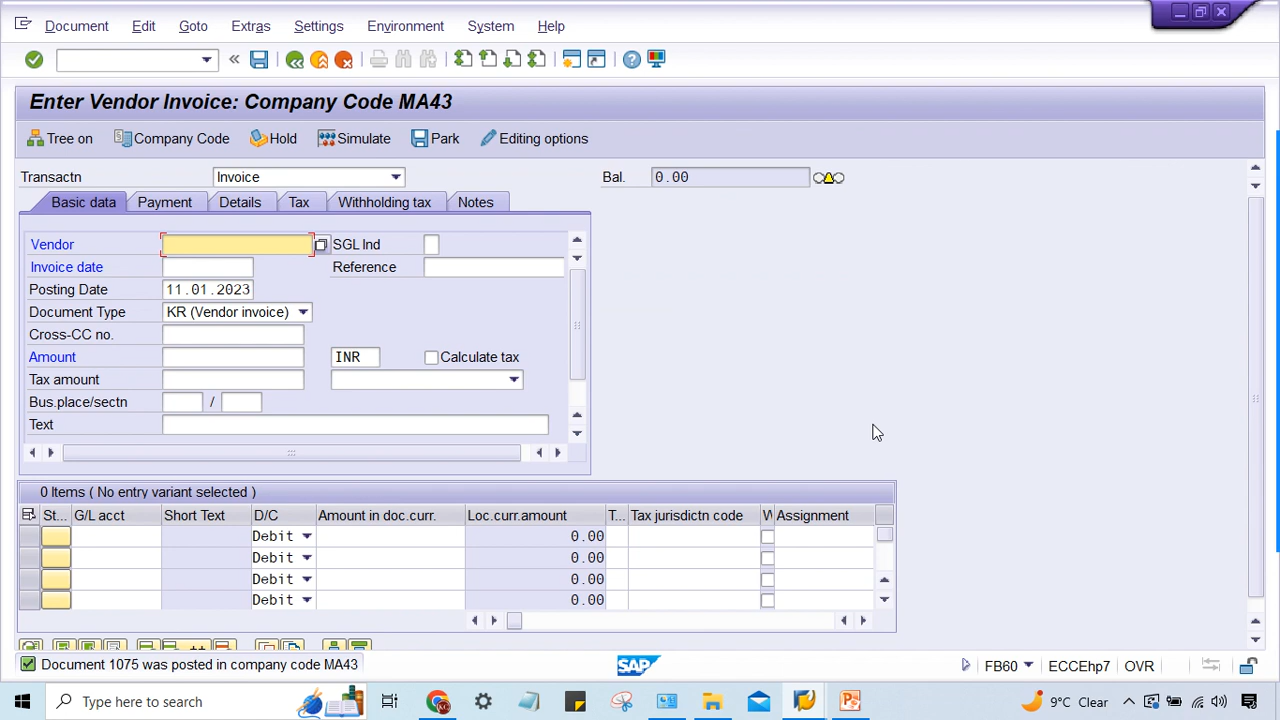 Document Edit Goto Extras Settings Environment System Help
Enter Vendor Invoice: Company Code MA43
Tree on Company Code Hold Simulate Park Editing options
Transactn Invoice Bal. 0.00
Basic data Payment Details Tax Withholding tax Notes
Vendor SGL Ind
Invoice date Reference
Posting Date 11.01.2023
Document Type KR (Vendor invoice)
Cross-CC no.
Amount INR Calculate tax
Tax amount
Bus.place/sectn /
Text
0 Items ( No entry variant selected )
St... G/L acct Short Text D/C Amount in doc.curr. Loc.curr.amount T... Tax jurisdictn code W Assignment
Debit 0.00
Debit 0.00
Debit 0.00
Debit 0.00
Document 1075 was posted in company code MA43 SAP FB60 ECCEhp7 OVR
Type here to search 9°C Clear